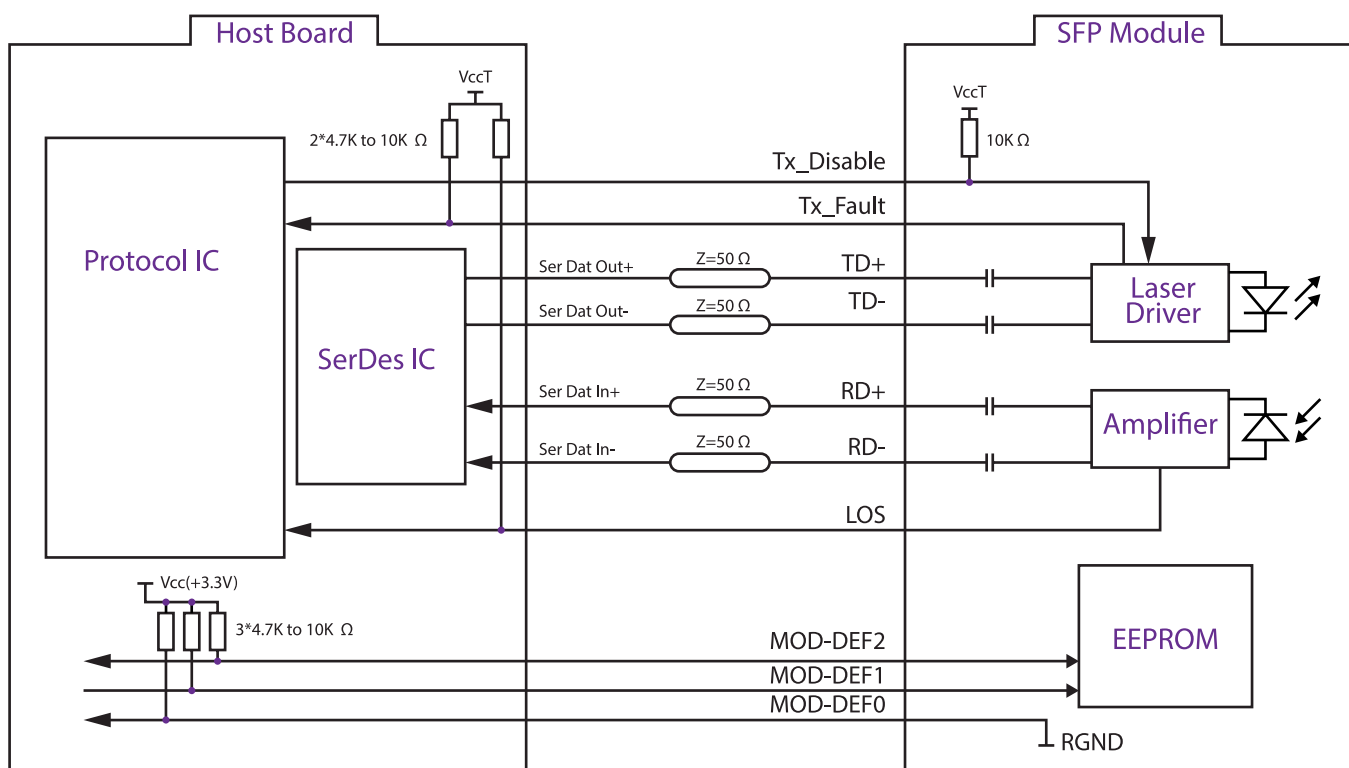 Host Board
SFP Module
VccT
VccT
2*4.7K to 10K Ω
10K Ω
Tx_Disable
Tx_Fault
Protocol IC
Ser Dat Out+
Z=50 Ω
TD+
Laser
Driver
Ser Dat Out-
Z=50 Ω
TD-
SerDes IC
Ser Dat In+
Z=50 Ω
RD+
Amplifier
Ser Dat In-
Z=50 Ω
RD-
LOS
Vcc(+3.3V)
3*4.7K to 10K Ω
MOD-DEF2
EEPROM
MOD-DEF1
MOD-DEF0
RGND